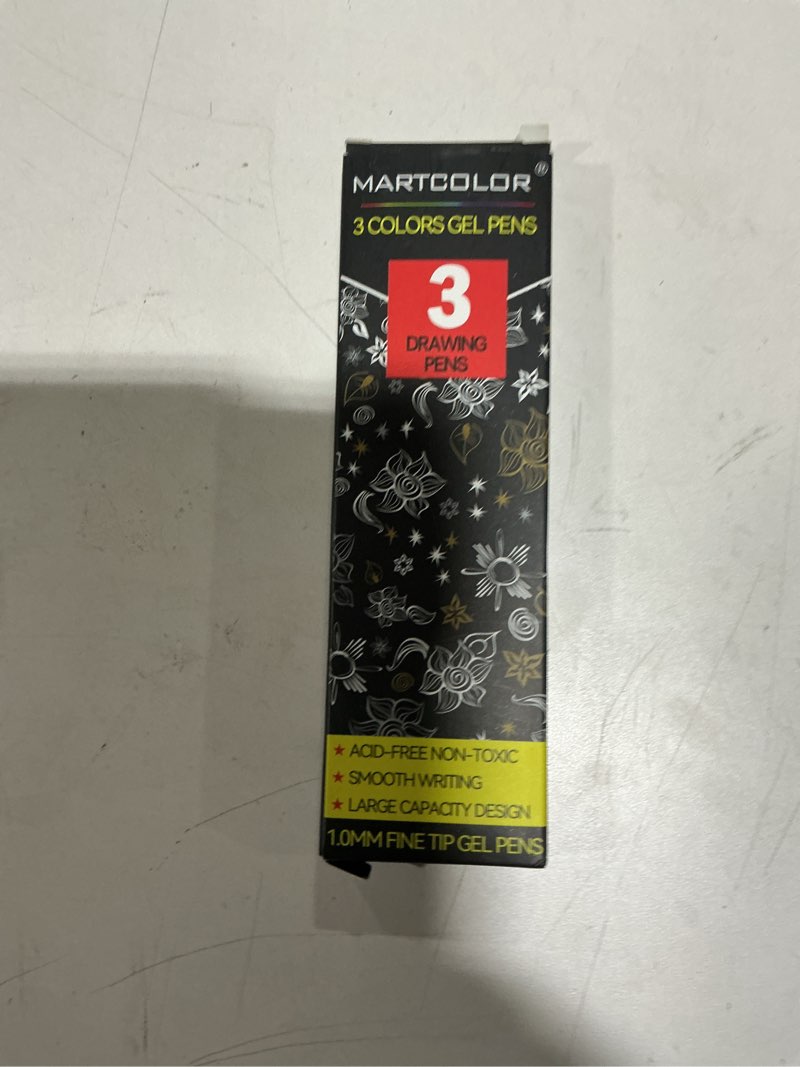 MARTCOLOR®
3 COLORS GEL PENS
3
DRAWING
PENS
★ ACID-FREE NON-TOXIC
★ SMOOTH WRITING
★ LARGE CAPACITY DESIGN
1.0MM FINE TIP GEL PENS